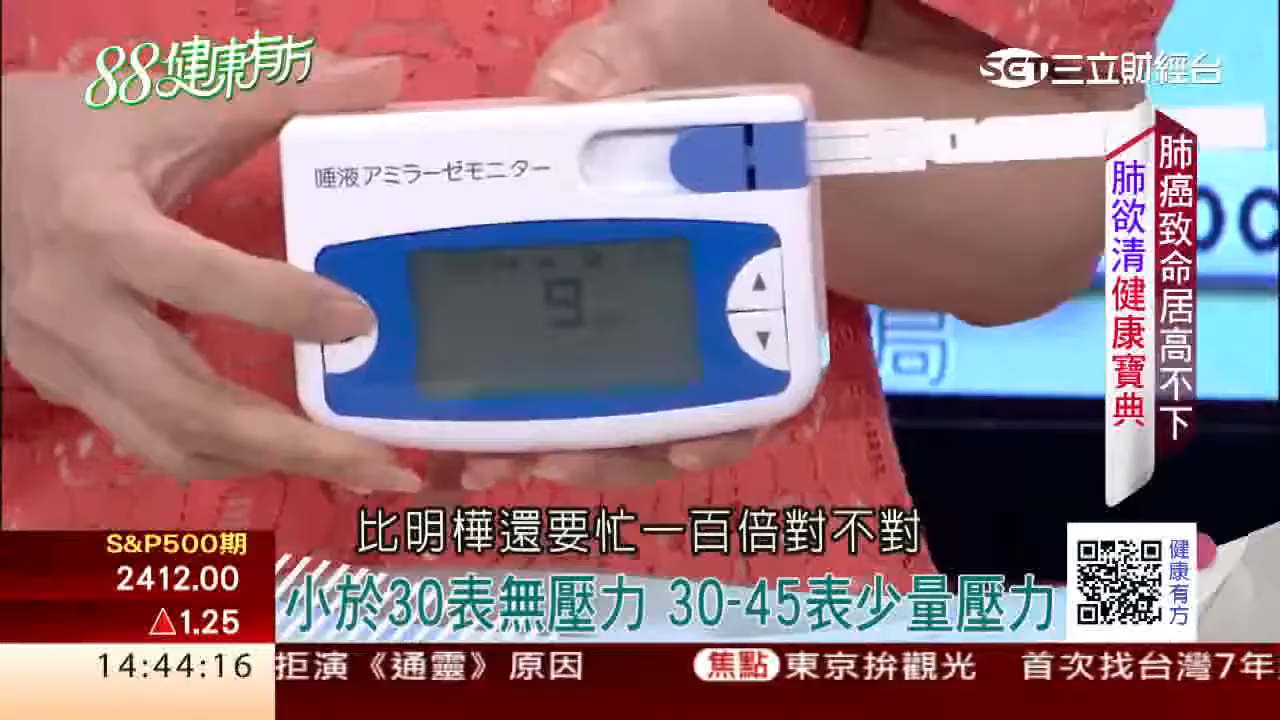 88健康有方
SET三立財經台
唾液アミラーゼモニター
9
肺癌致命居高不下
肺欲清健康寶典
高
比明樺還要忙一百倍對不對
小於30表無壓力 30-45表少量壓力
S&P500期
2412.00
△1.25
健康有方
14:44:16
拒演《通靈》原因
焦點 東京拚觀光 首次找台灣7年